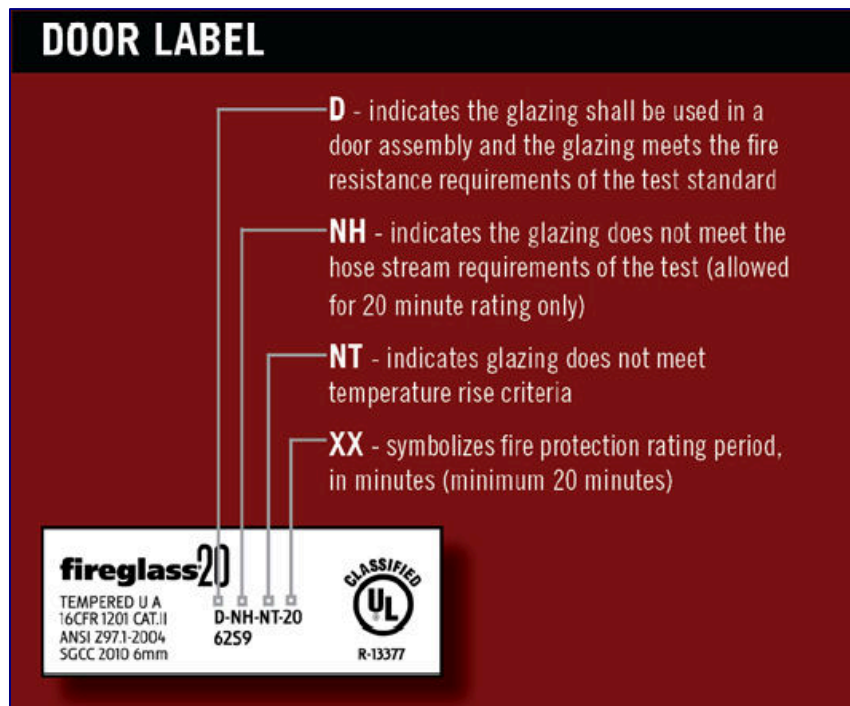 DOOR LABEL
D - indicates the glazing shall be used in a
door assembly and the glazing meets the fire
resistance requirements of the test standard
NH - indicates the glazing does not meet the
hose stream requirements of the test (allowed
for 20 minute rating only)
NT - indicates glazing does not meet
temperature rise criteria
XX - symbolizes fire protection rating period,
in minutes (minimum 20 minutes)
fireglass20
TEMPERED U A
16CFR 1201 CAT.II
ANSI 297.1-2004
SGCC 2010 6mm
D-NH-NT-20
62S9
CLASSIFIED
UL
R-13377